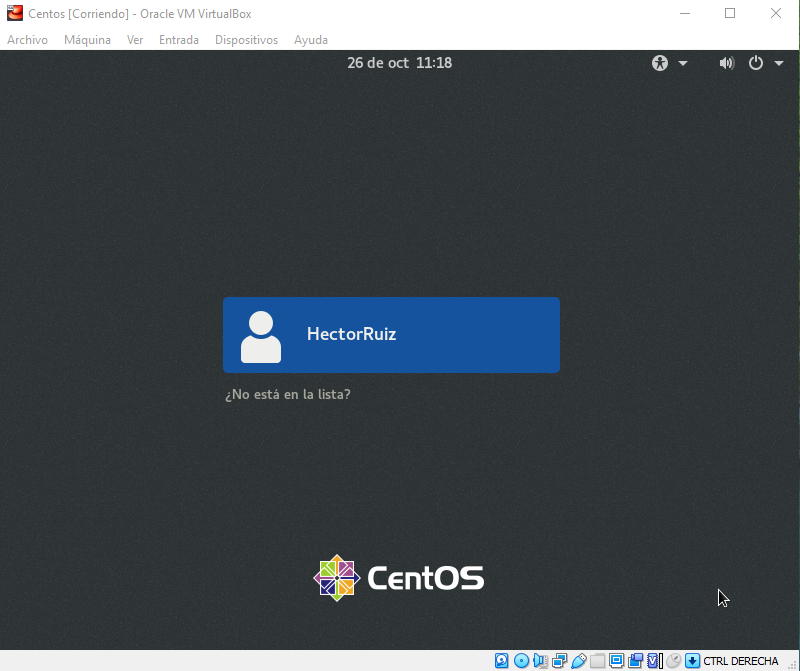 Centos [Corriendo] - Oracle VM VirtualBox
Archivo Máquina Ver Entrada Dispositivos Ayuda
26 de oct 11:18
HectorRuiz
¿No está en la lista?
CentOS
CTRL DERECHA